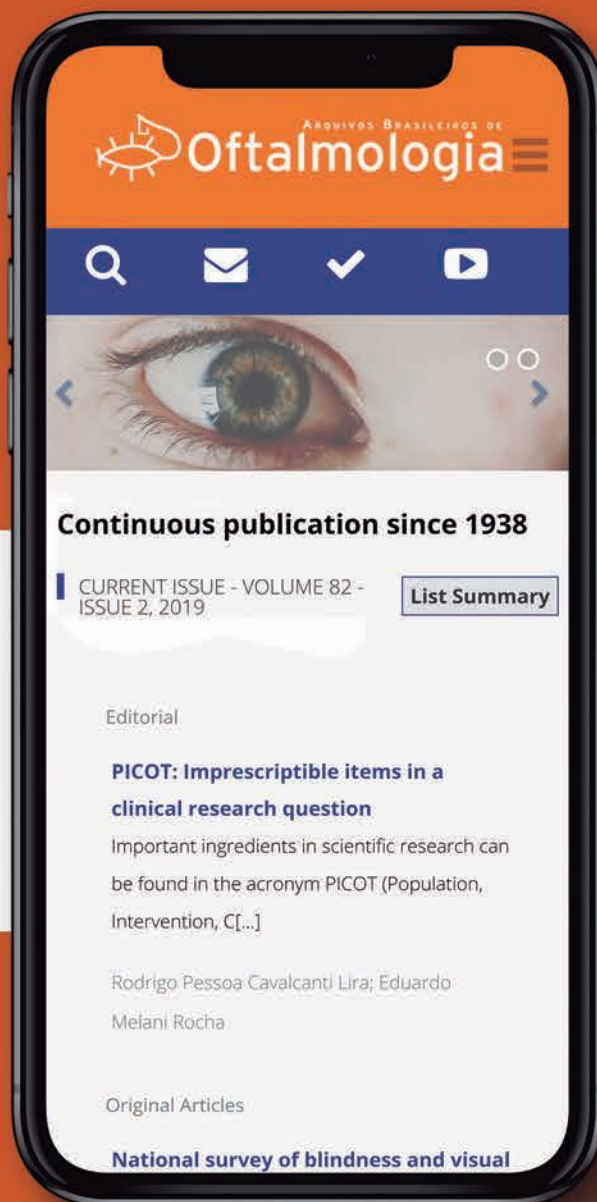 ARQUIVOS BRASILEIROS DE
Oftalmologia
Continuous publication since 1938
CURRENT ISSUE - VOLUME 82 -
ISSUE 2, 2019
List Summary
Editorial
PICOT: Imprescriptible items in a
clinical research question
Important ingredients in scientific research can
be found in the acronym PICOT (Population,
Intervention, C[...]
Rodrigo Pessoa Cavalcanti Lira; Eduardo
Melani Rocha
Original Articles
National survey of blindness and visual